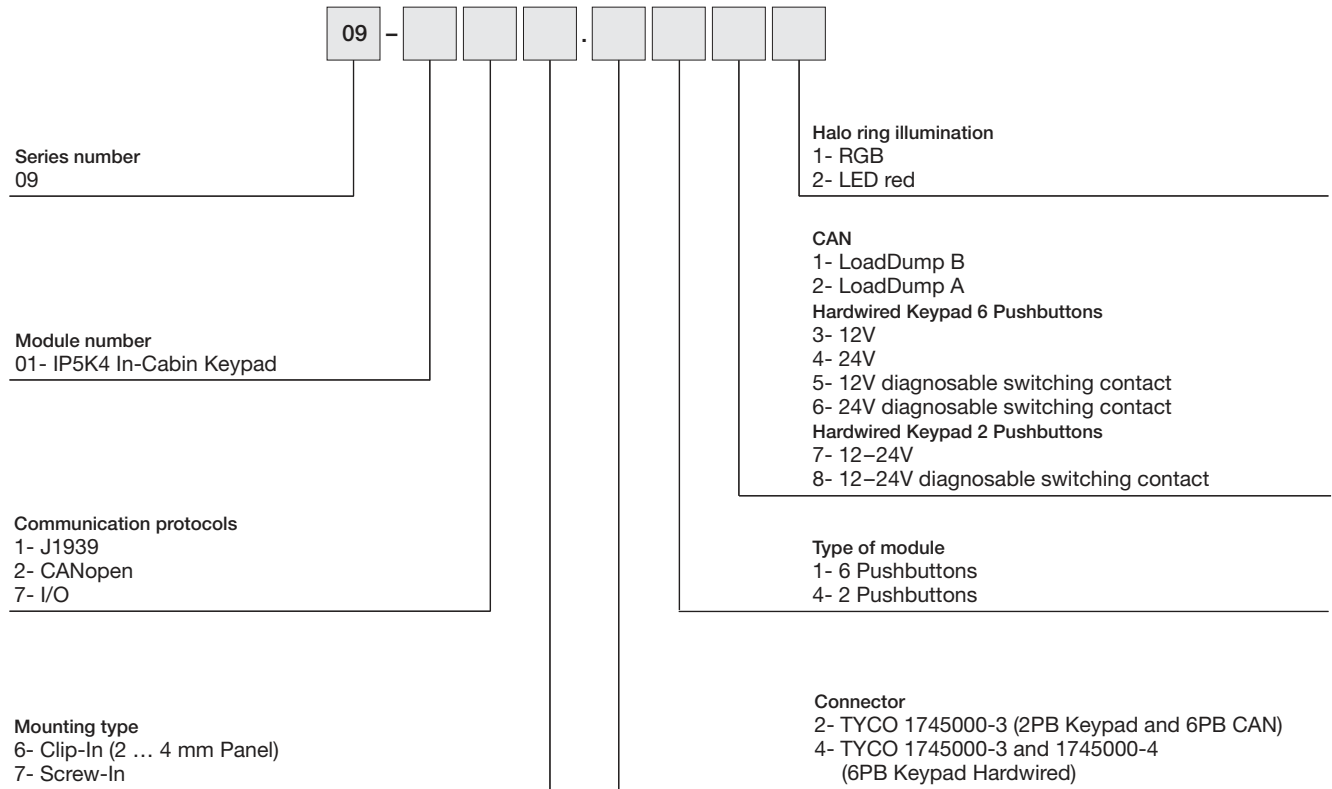 09 – .
Series number
09
Module number
01- IP5K4 In-Cabin Keypad
Communication protocols
1- J1939
2- CANopen
7- I/O
Mounting type
6- Clip-In (2 … 4 mm Panel)
7- Screw-In
Halo ring illumination
1- RGB
2- LED red
CAN
1- LoadDump B
2- LoadDump A
Hardwired Keypad 6 Pushbuttons
3- 12V
4- 24V
5- 12V diagnosable switching contact
6- 24V diagnosable switching contact
Hardwired Keypad 2 Pushbuttons
7- 12–24V
8- 12–24V diagnosable switching contact
Type of module
1- 6 Pushbuttons
4- 2 Pushbuttons
Connector
2- TYCO 1745000-3 (2PB Keypad and 6PB CAN)
4- TYCO 1745000-3 and 1745000-4
(6PB Keypad Hardwired)